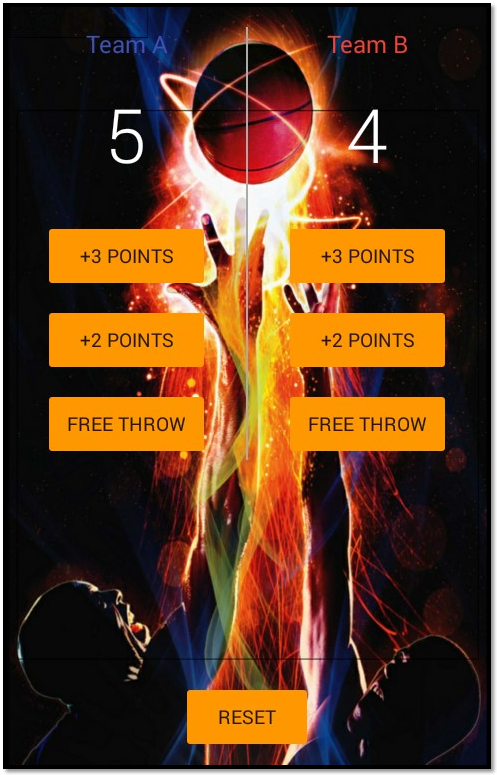 Team A
Team B
5
4
+3 POINTS
+3 POINTS
+2 POINTS
+2 POINTS
FREE THROW
FREE THROW
RESET